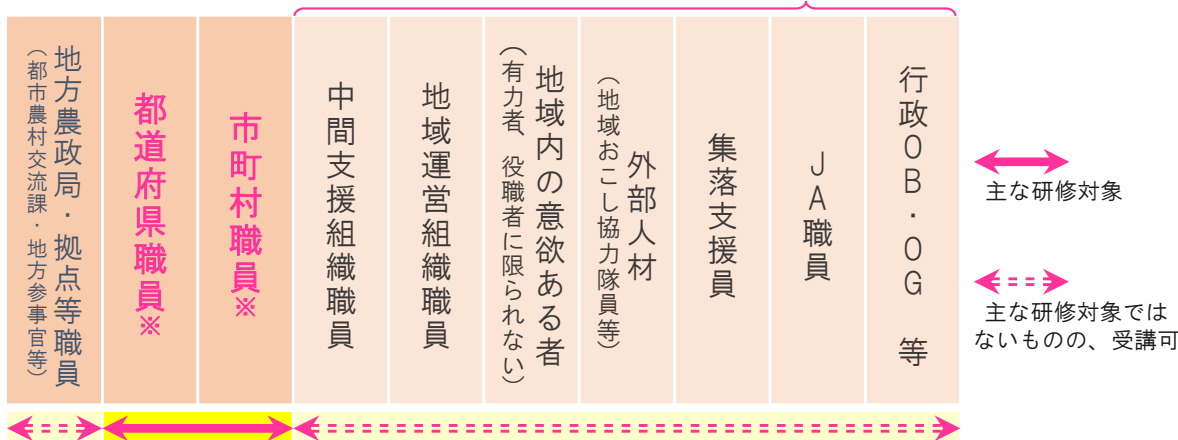 地方農政局・拠点等職員
（都市農村交流課・地方参事官等）
都道府県職員※
市町村職員※
中間支援組織職員
地域運営組織職員
地域内の意欲ある者
（有力者、役職者に限られない）
外部人材
（地域おこし協力隊員等）
集落支援員
ＪＡ職員
行政ＯＢ・ＯＧ　等
主な研修対象
主な研修対象では
ないものの、受講可